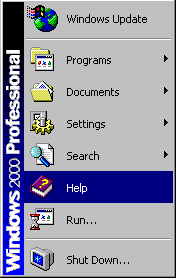 Windows 2000 Professional
Windows Update
Programs
Documents
Settings
Search
Help
Run...
Shut Down...